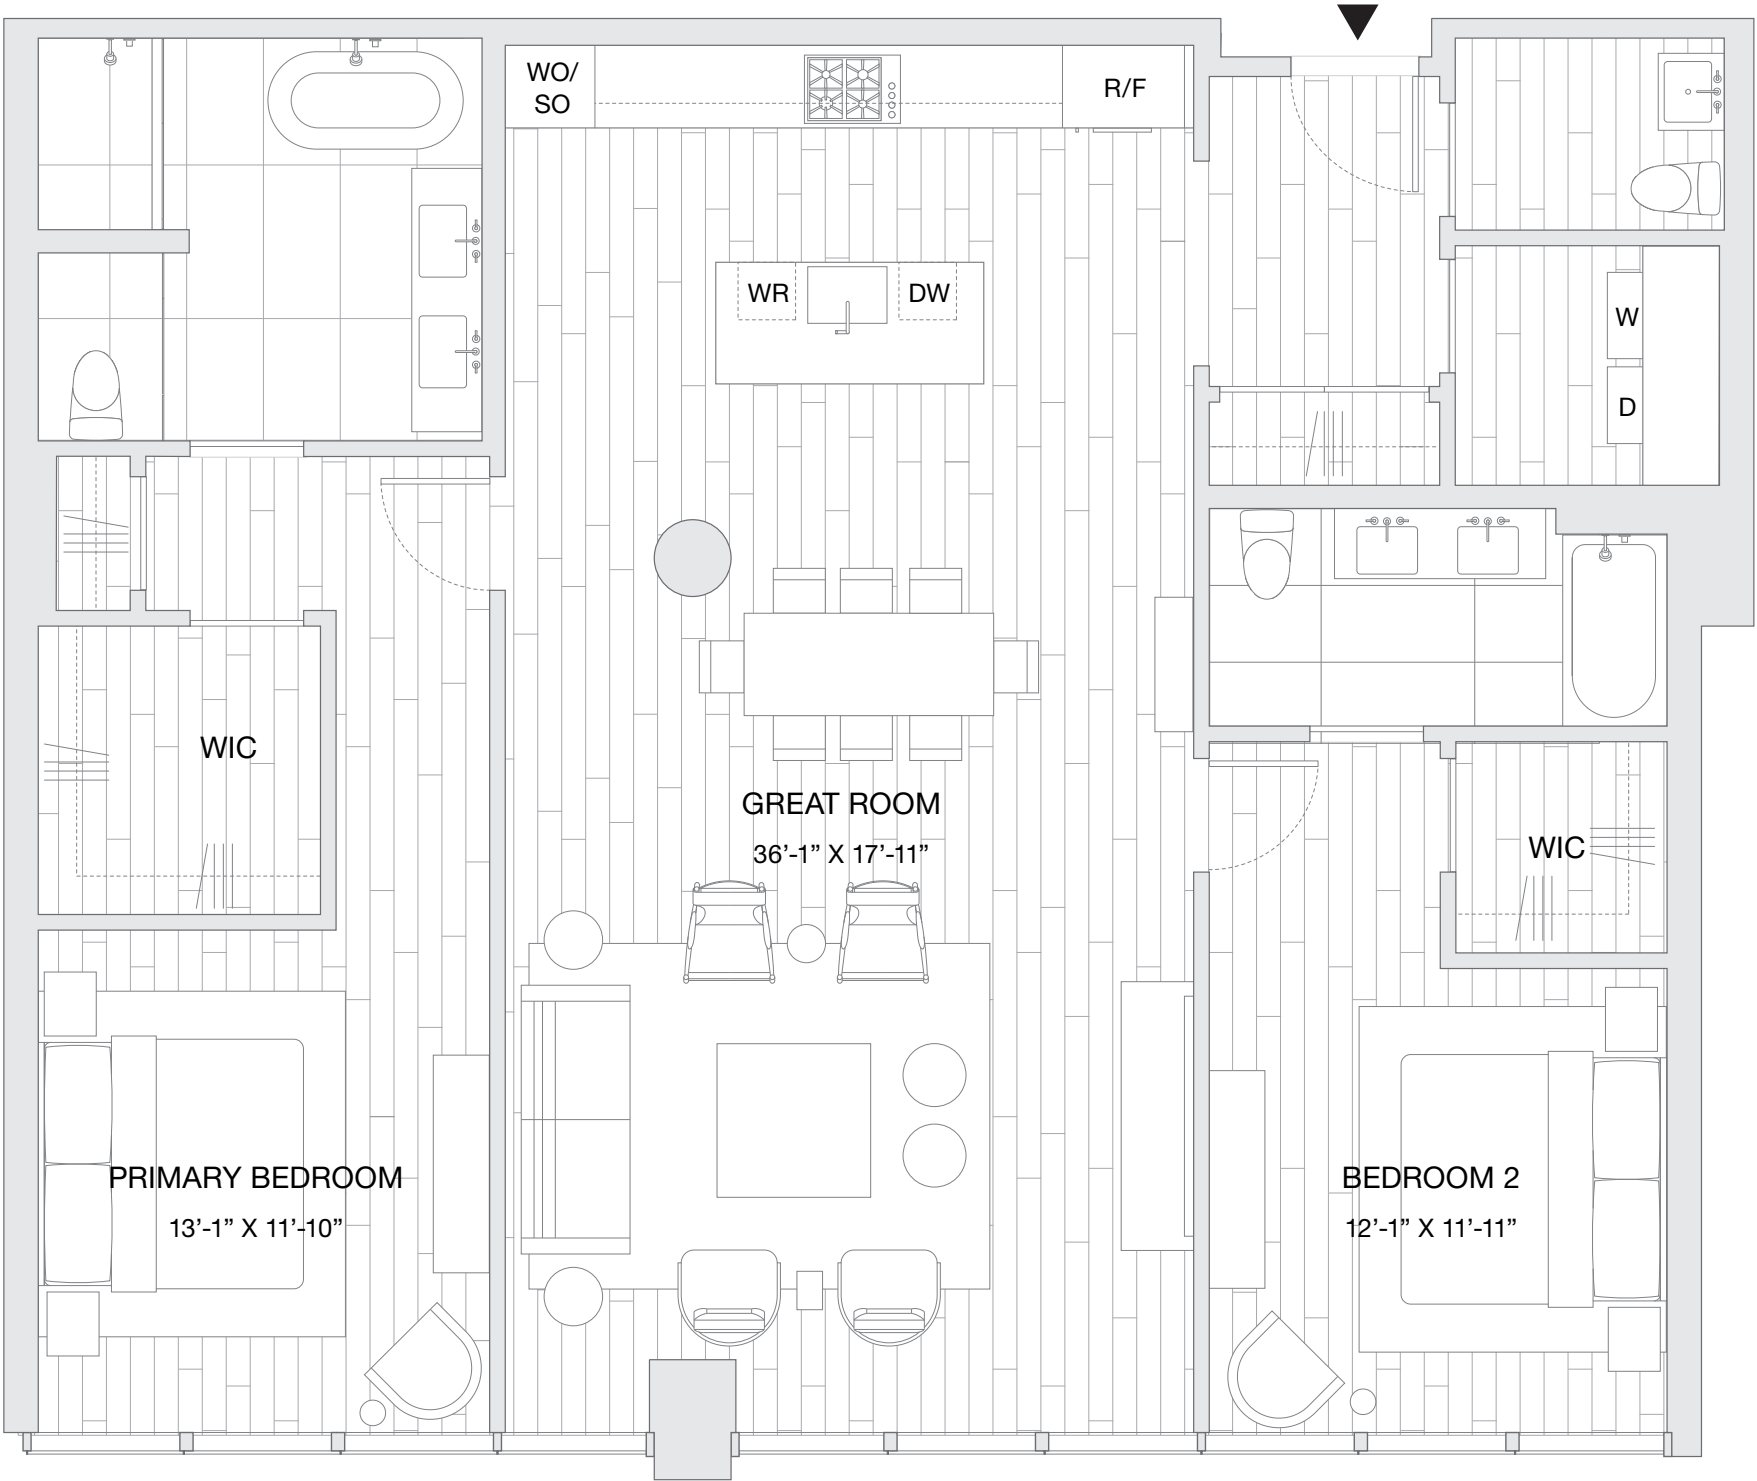 WO/
SO
R/F
WR
DW
W
D
WIC
GREAT ROOM
36’-1” X 17’-11”
WIC
PRIMARY BEDROOM
13’-1” X 11’-10”
BEDROOM 2
12’-1” X 11’-11”